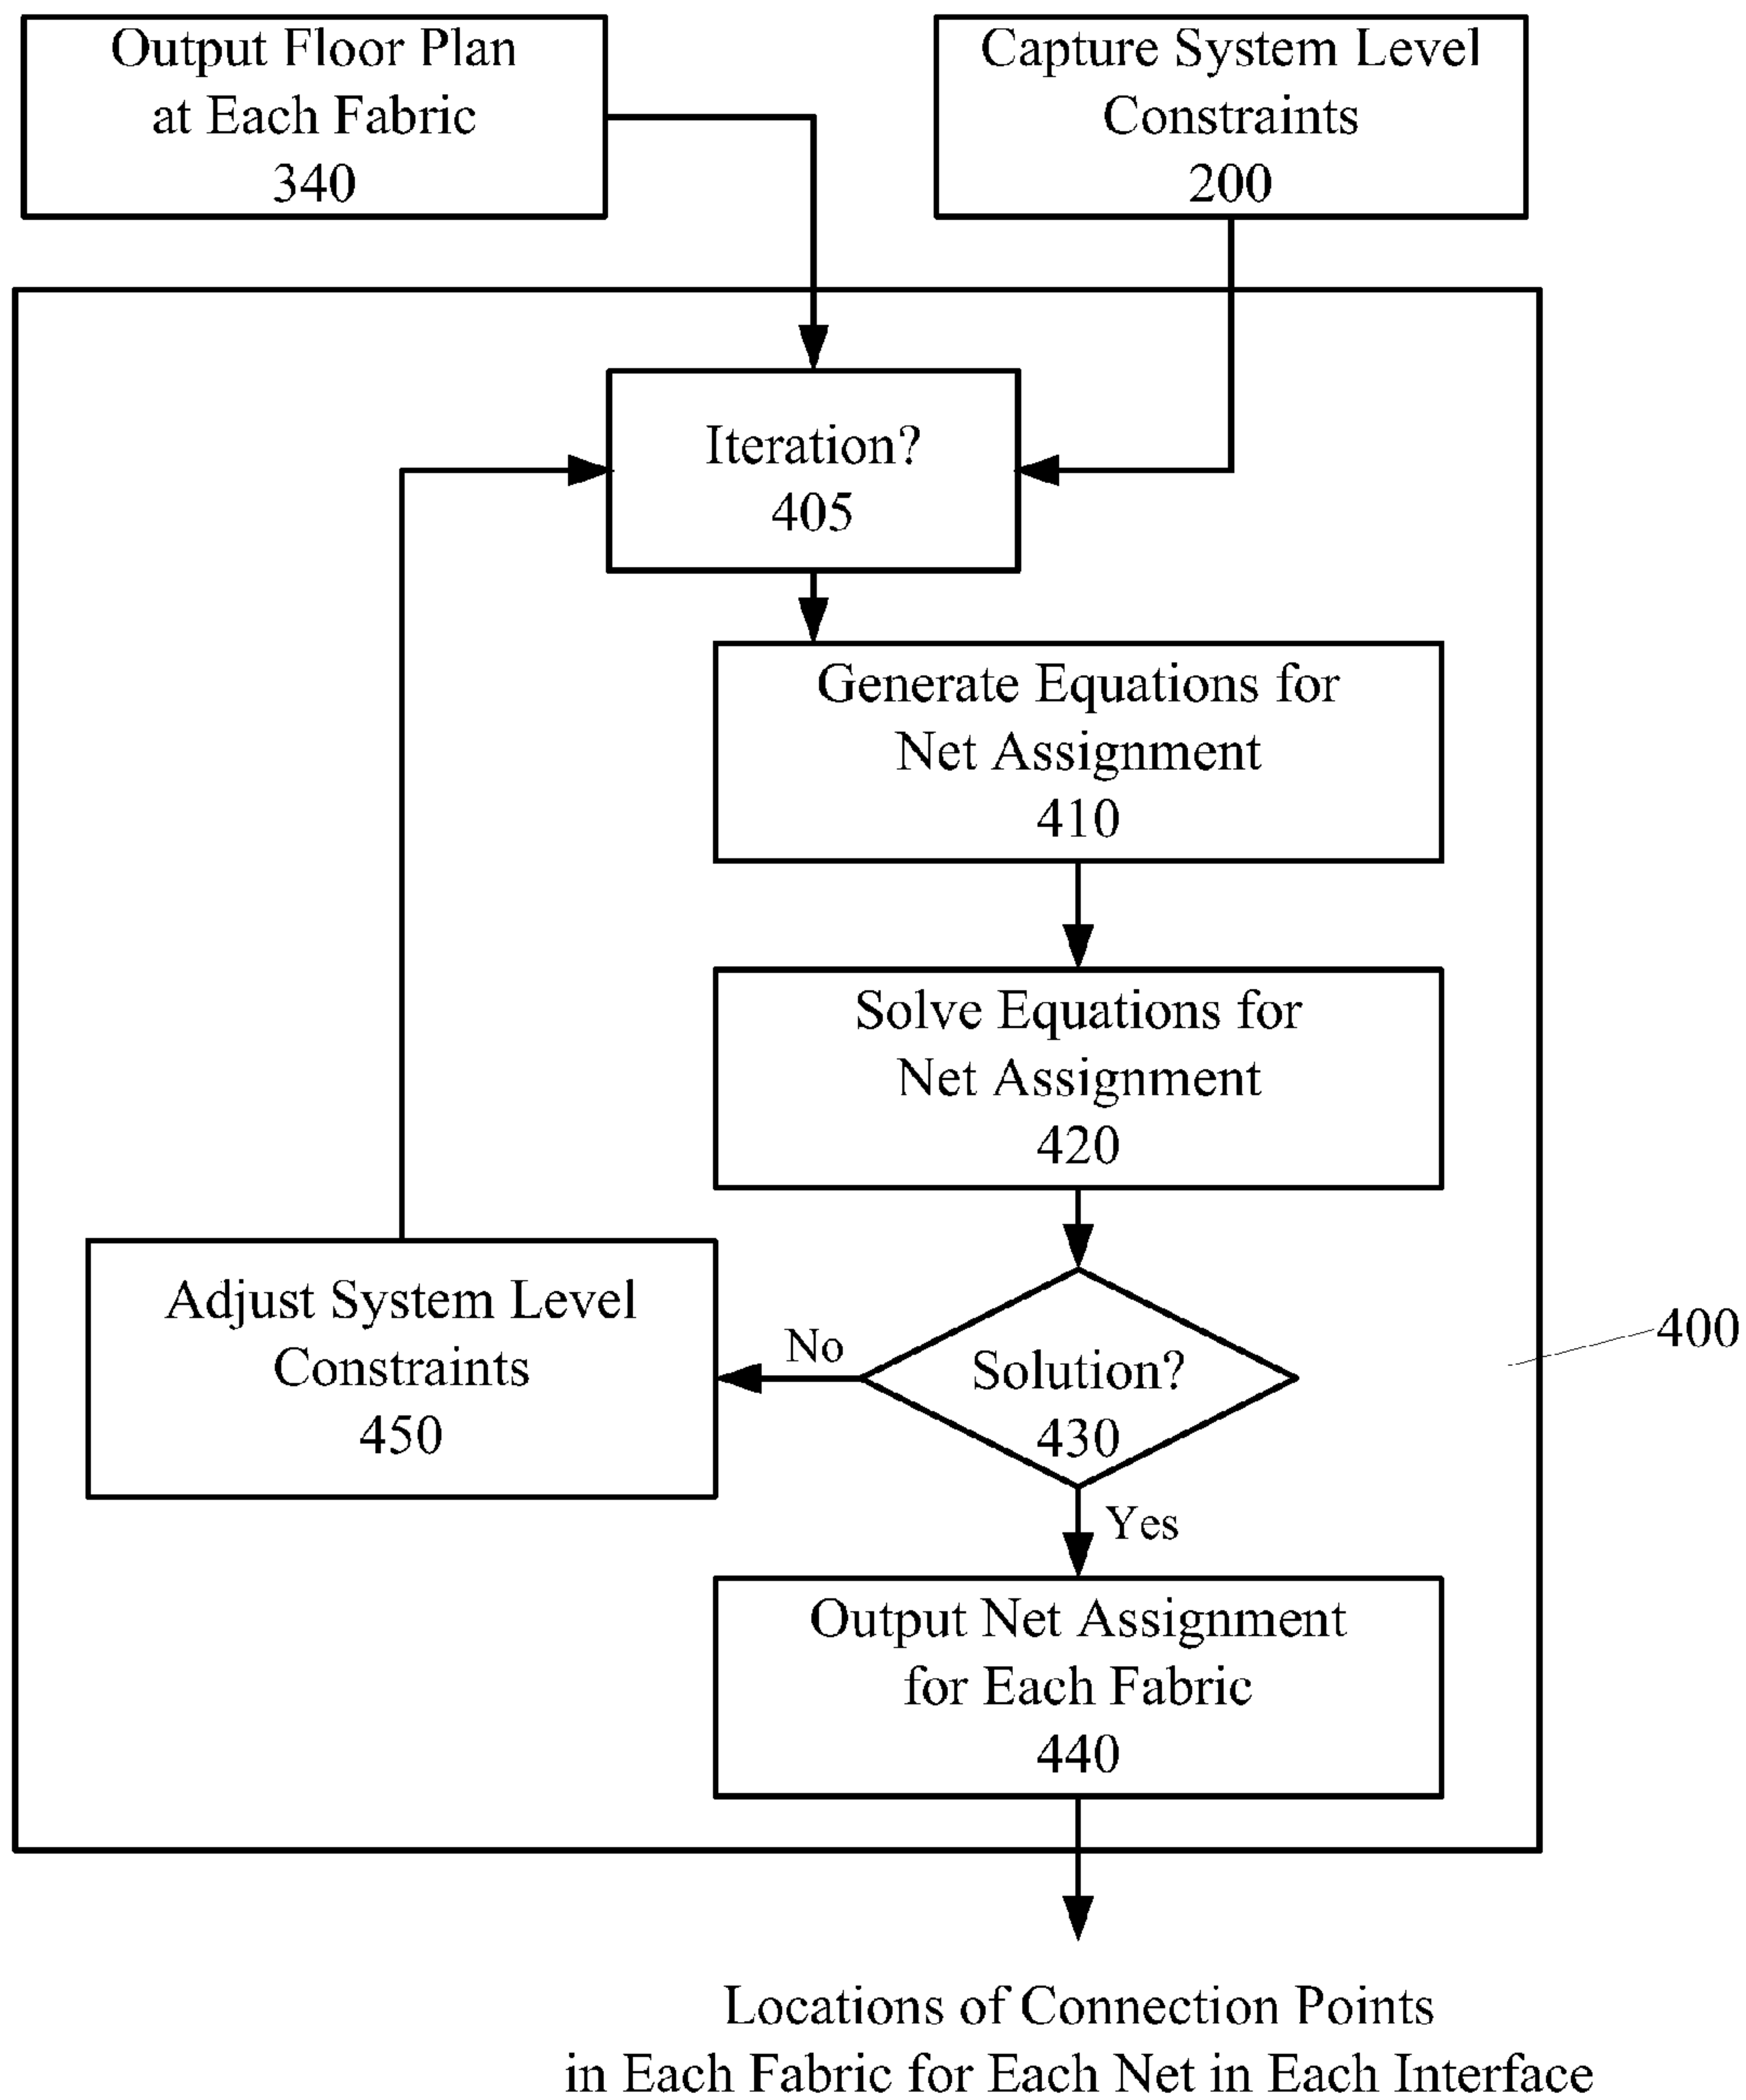 Output Floor Plan
at Each Fabric
340
Capture System Level
Constraints
200
Iteration?
405
Generate Equations for
Net Assignment
410
Solve Equations for
Net Assignment
420
Adjust System Level
Constraints
450
No
Solution?
430
400
Yes
Output Net Assignment
for Each Fabric
440
Locations of Connection Points
in Each Fabric for Each Net in Each Interface